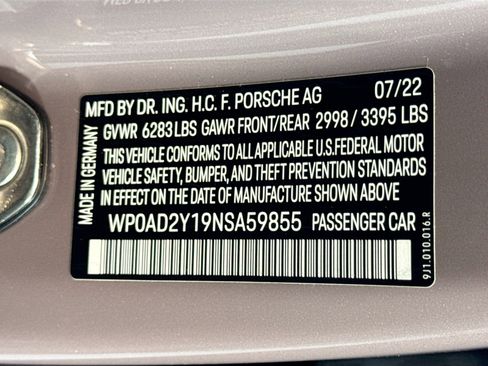 MFD BY DR. ING. H.C. F. PORSCHE AG 07/22
GVWR 6283 LBS GAWR FRONT/REAR 2998 / 3395 LBS
THIS VEHICLE CONFORMS TO ALL APPLICABLE U.S.FEDERAL MOTOR
VEHICLE SAFETY, BUMPER, AND THEFT PREVENTION STANDARDS
IN EFFECT ON THE DATE OF MANUFACTURE SHOWN ABOVE.
WP0AD2Y19NSA59855 PASSENGER CAR
MADE IN GERMANY
9J1.010.016.R